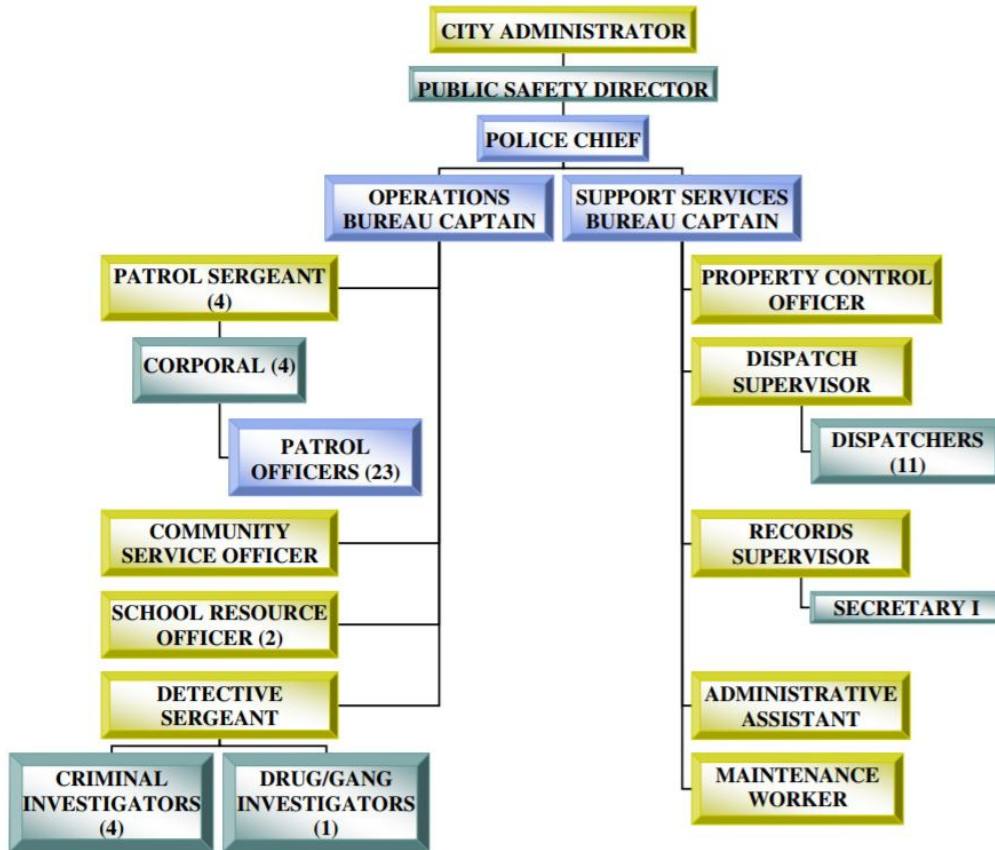 CITY ADMINISTRATOR
PUBLIC SAFETY DIRECTOR
POLICE CHIEF
OPERATIONS
BUREAU CAPTAIN
SUPPORT SERVICES
BUREAU CAPTAIN
PATROL SERGEANT
(4)
CORPORAL (4)
PATROL
OFFICERS (23)
COMMUNITY
SERVICE OFFICER
SCHOOL RESOURCE
OFFICER (2)
DETECTIVE
SERGEANT
CRIMINAL
INVESTIGATORS
(4)
DRUG/GANG
INVESTIGATORS
(1)
PROPERTY CONTROL
OFFICER
DISPATCH
SUPERVISOR
DISPATCHERS
(11)
RECORDS
SUPERVISOR
SECRETARY I
ADMINISTRATIVE
ASSISTANT
MAINTENANCE
WORKER